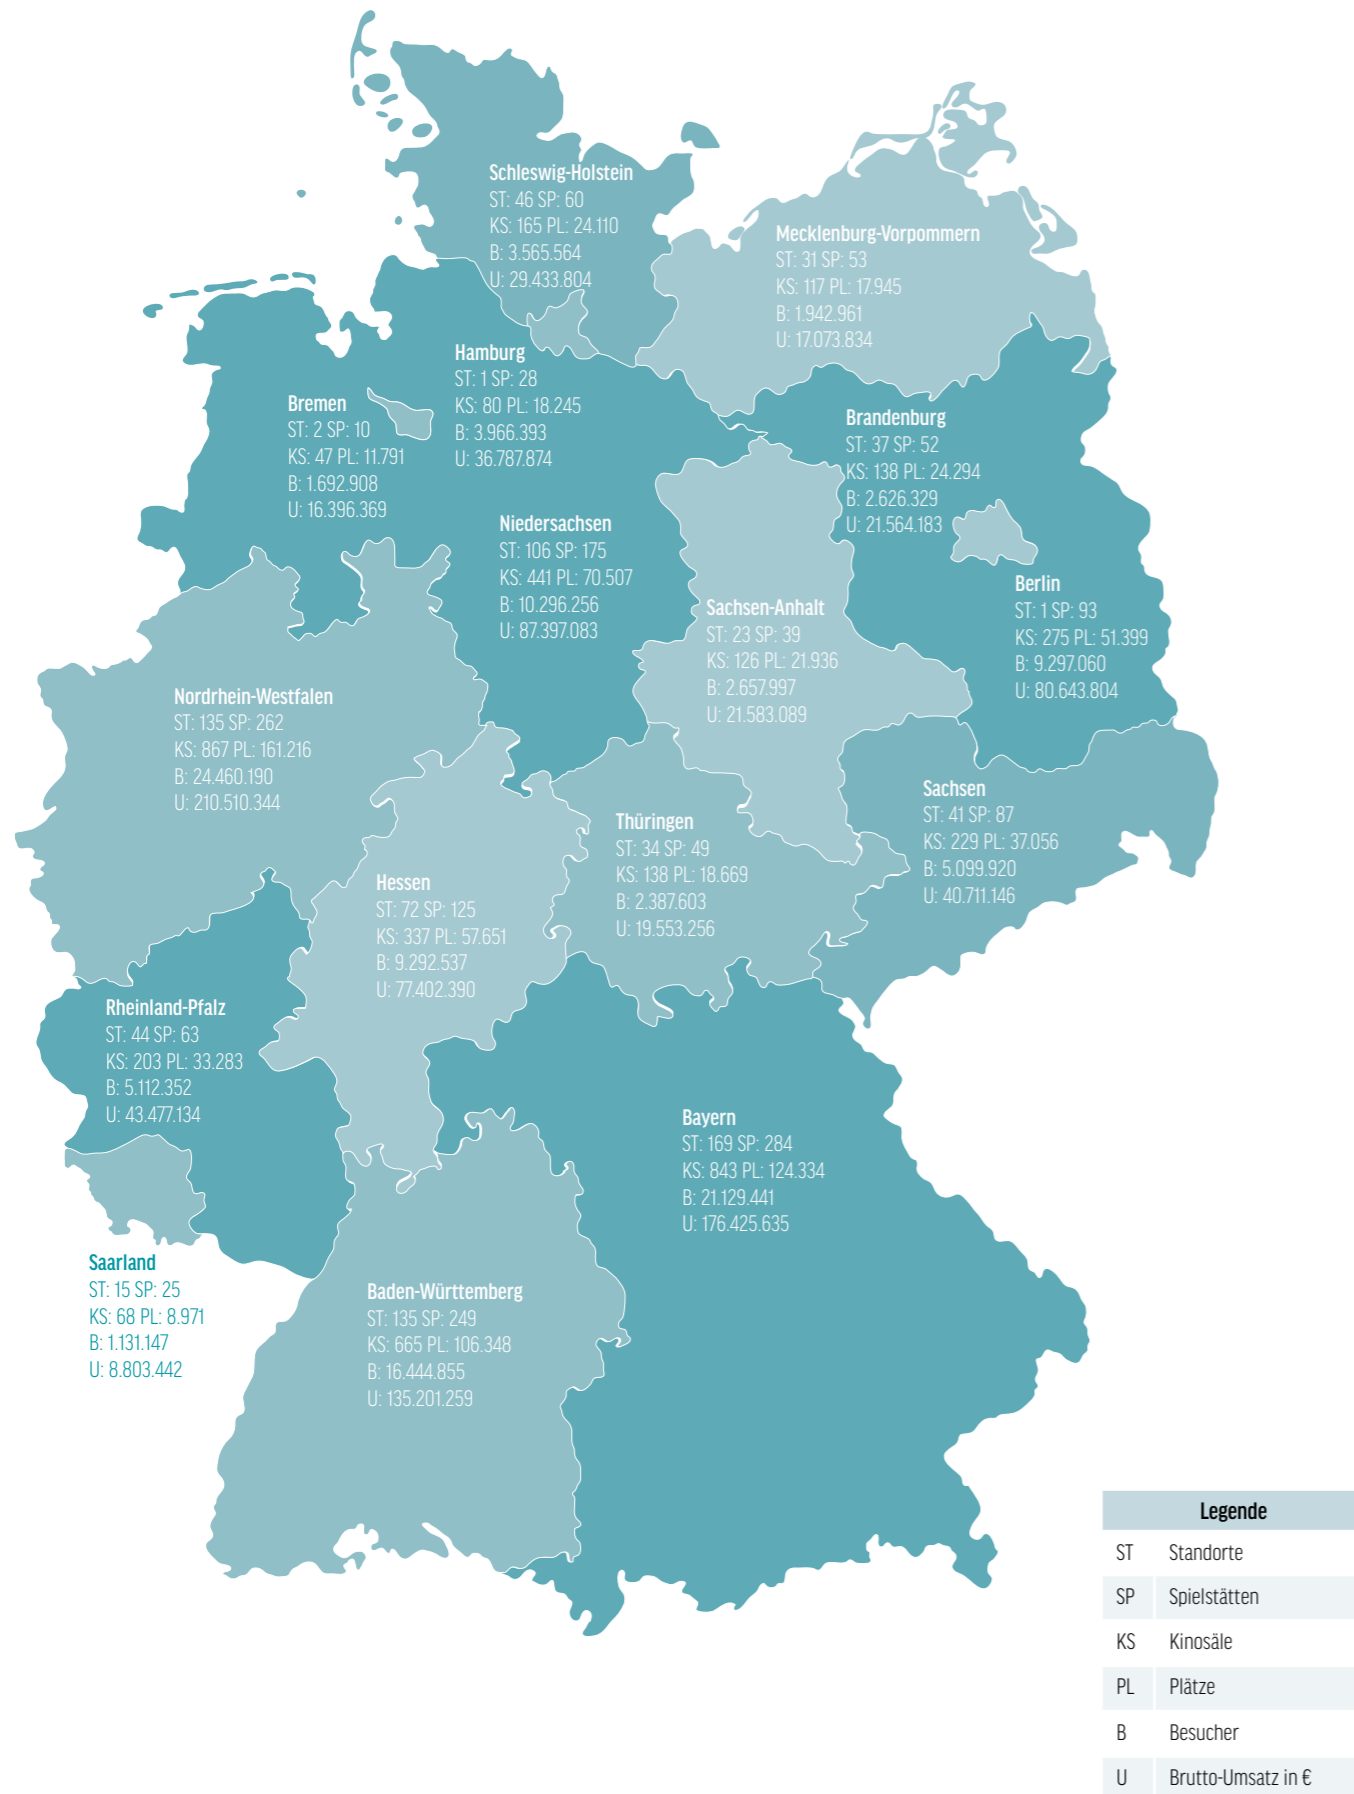 Schleswig-Holstein
ST: 46 SP: 60
KS: 165 PL: 24.110
B: 3.565.564
U: 29.433.804
Mecklenburg-Vorpommern
ST: 31 SP: 53
KS: 117 PL: 17.945
B: 1.942.961
U: 17.073.834
Hamburg
ST: 1 SP: 28
KS: 80 PL: 18.245
B: 3.966.393
U: 36.787.874
Bremen
ST: 2 SP: 10
KS: 47 PL: 11.791
B: 1.692.908
U: 16.396.369
Brandenburg
ST: 37 SP: 52
KS: 138 PL: 24.294
B: 2.626.329
U: 21.564.183
Niedersachsen
ST: 106 SP: 175
KS: 441 PL: 70.507
B: 10.296.256
U: 87.397.083
Berlin
ST: 1 SP: 93
KS: 275 PL: 51.399
B: 9.297.060
U: 80.643.804
Sachsen-Anhalt
ST: 23 SP: 39
KS: 126 PL: 21.936
B: 2.657.997
U: 21.583.089
Nordrhein-Westfalen
ST: 135 SP: 262
KS: 867 PL: 161.216
B: 24.460.190
U: 210.510.344
Sachsen
ST: 41 SP: 87
KS: 229 PL: 37.056
B: 5.099.920
U: 40.711.146
Thüringen
ST: 34 SP: 49
KS: 138 PL: 18.669
B: 2.387.603
U: 19.553.256
Hessen
ST: 72 SP: 125
KS: 337 PL: 57.651
B: 9.292.537
U: 77.402.390
Rheinland-Pfalz
ST: 44 SP: 63
KS: 203 PL: 33.283
B: 5.112.352
U: 43.477.134
Bayern
ST: 169 SP: 284
KS: 843 PL: 124.334
B: 21.129.441
U: 176.425.635
Saarland
ST: 15 SP: 25
KS: 68 PL: 8.971
B: 1.131.147
U: 8.803.442
Baden-Württemberg
ST: 135 SP: 249
KS: 665 PL: 106.348
B: 16.444.855
U: 135.201.259
Legende
ST Standorte
SP Spielstätten
KS Kinosäle
PL Plätze
B Besucher
U Brutto-Umsatz in €